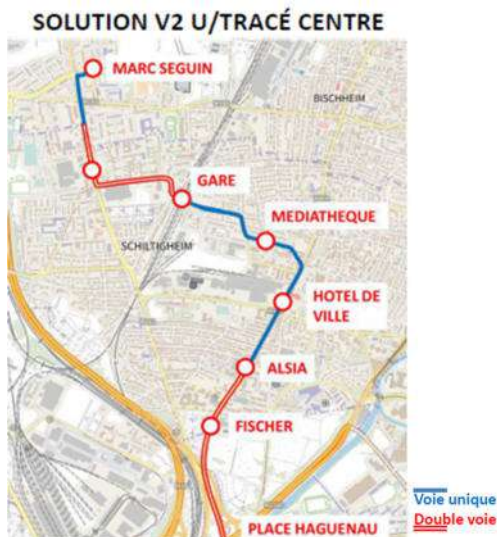 SOLUTION V2 U/TRACÉ CENTRE
MARC SEGUIN
BISCHHEIM
GARE
MEDIATHEQUE
SCHILTIGHEIM
HOTEL DE
VILLE
ALSIA
FISCHER
PLACE HAGUENAU
Voie unique
Double voie